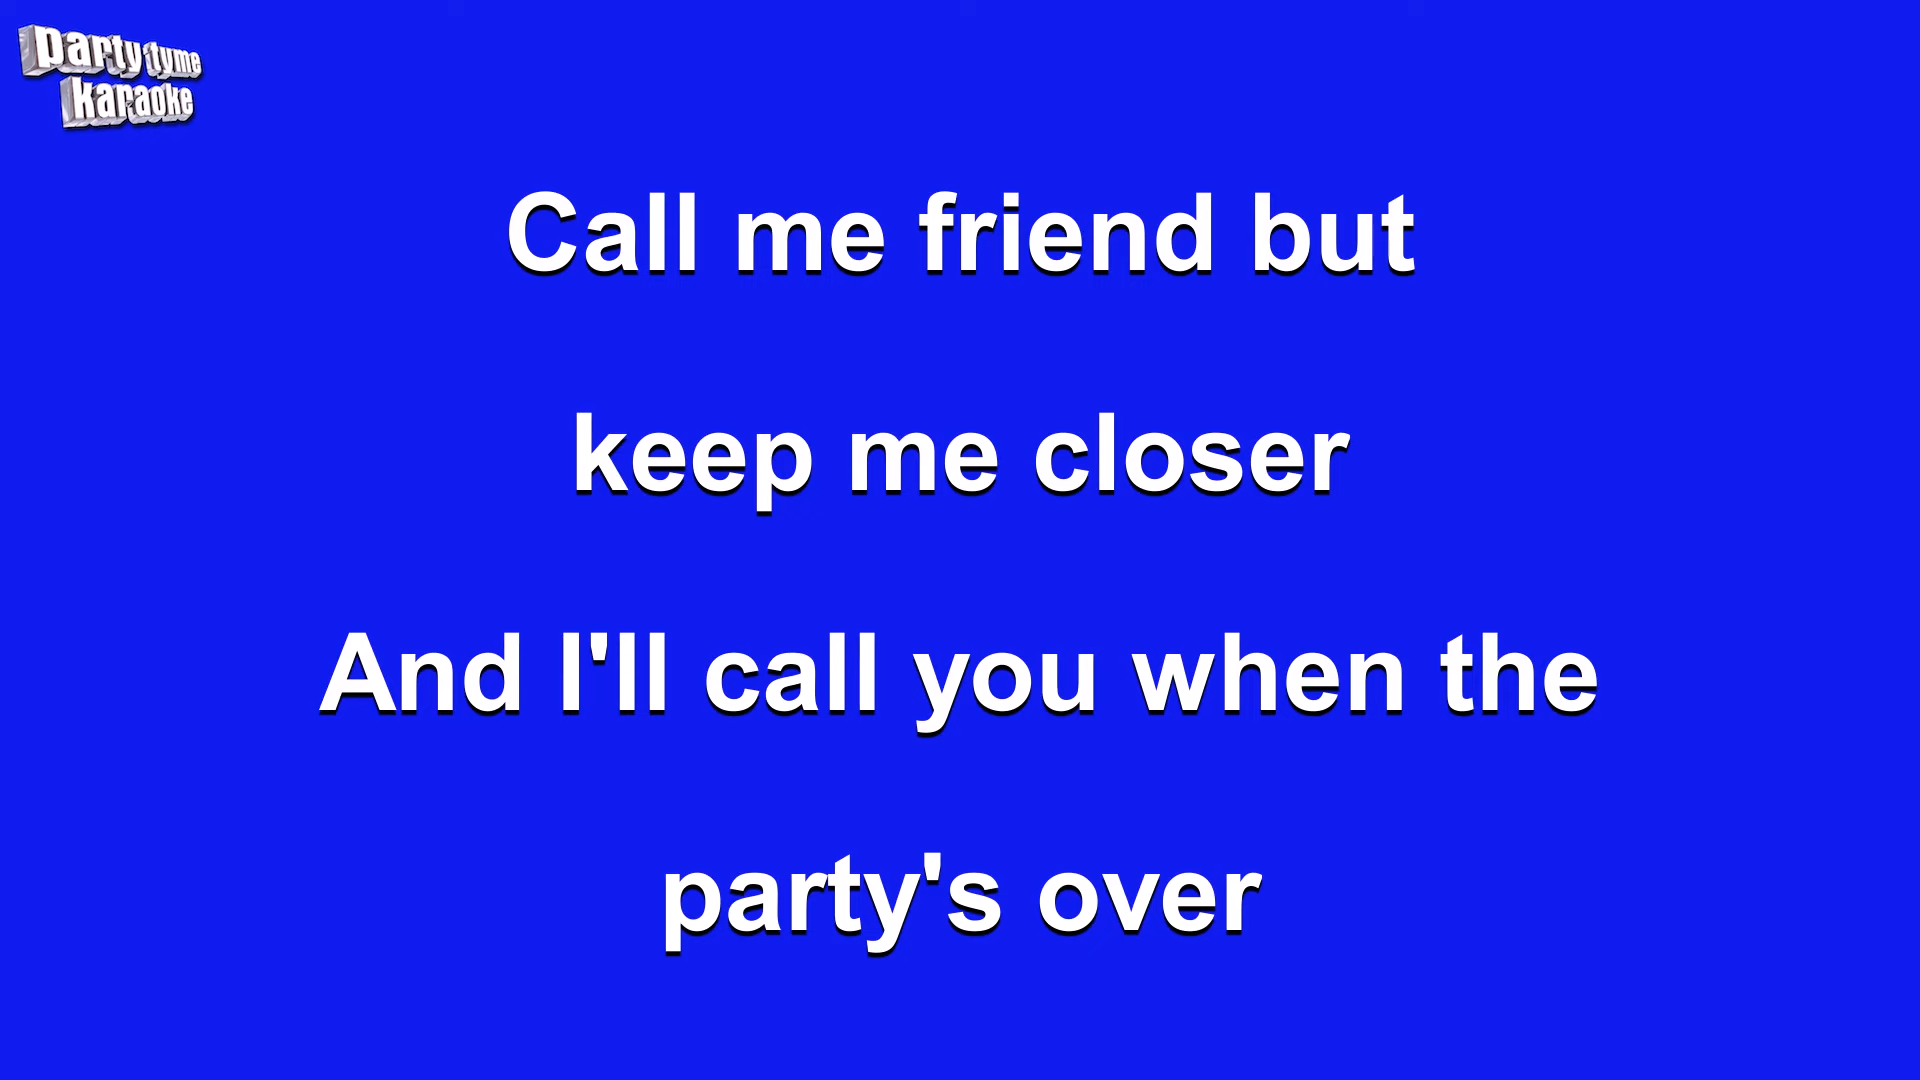 party tyme
karaoke
Call me friend but
keep me closer
And I'll call you when the
party's over